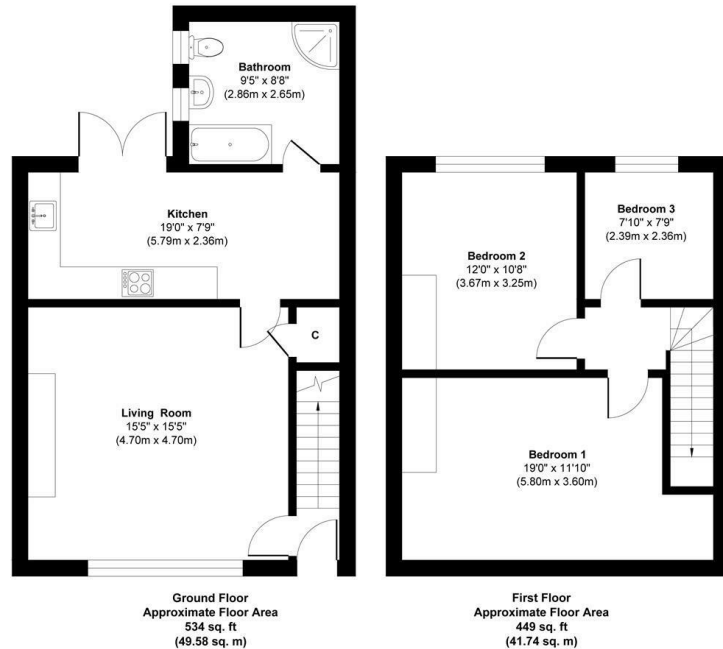 Bathroom
9'5" x 8'8"
(2.86m x 2.65m)
Kitchen
19'0" x 7'9"
(5.79m x 2.36m)
C
Living Room
15'5" x 15'5"
(4.70m x 4.70m)
Ground Floor
Approximate Floor Area
534 sq. ft
(49.58 sq. m)
Bedroom 3
7'10" x 7'9"
(2.39m x 2.36m)
Bedroom 2
12'0" x 10'8"
(3.67m x 3.25m)
Bedroom 1
19'0" x 11'10"
(5.80m x 3.60m)
First Floor
Approximate Floor Area
449 sq. ft
(41.74 sq. m)